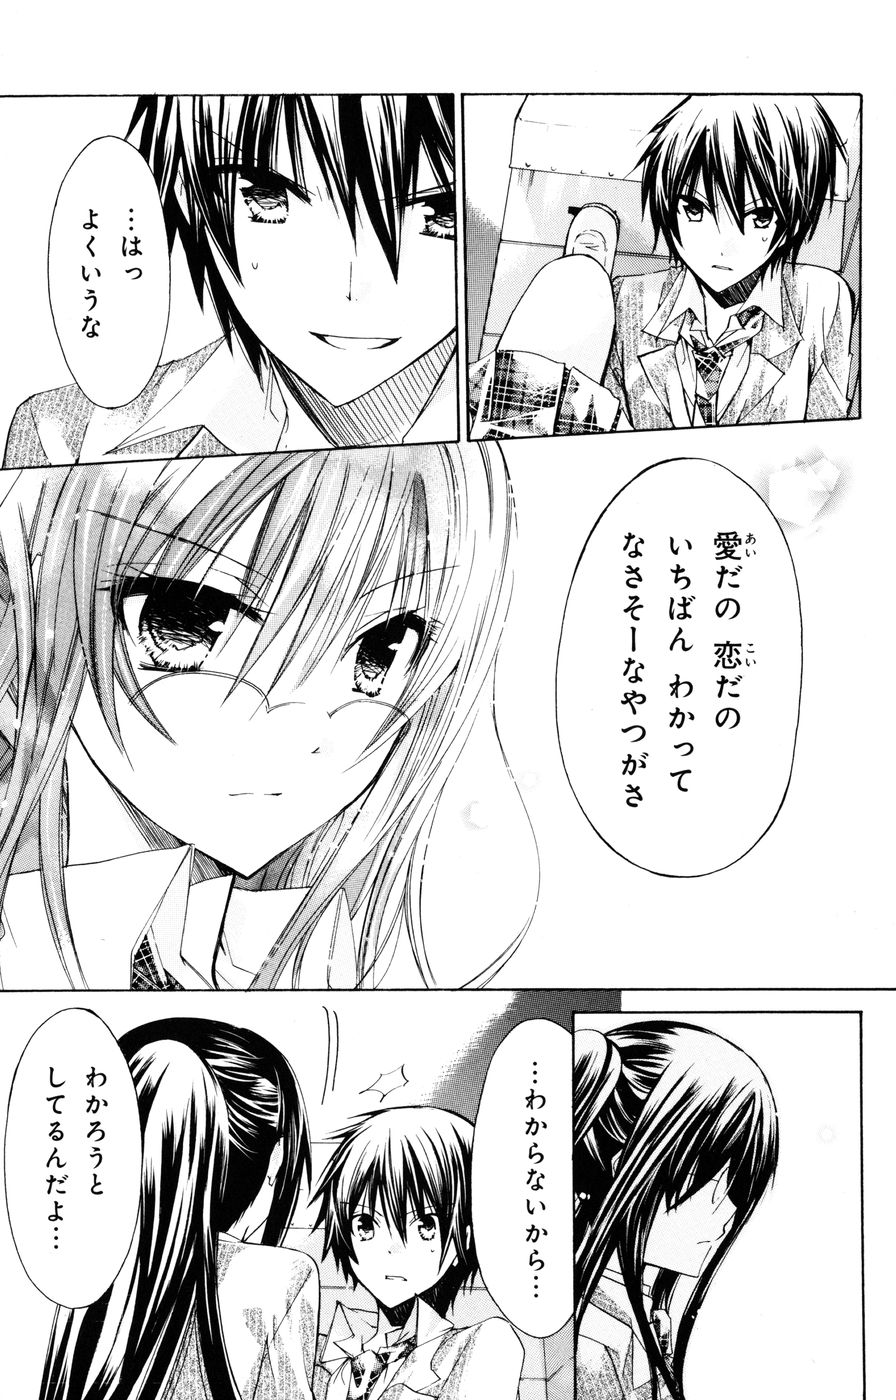 …はっ
よくいうな
愛だの 恋だの
いちばん わかって
なさそーなやつがさ
…わからないから…
わかろうと
してるんだよ…